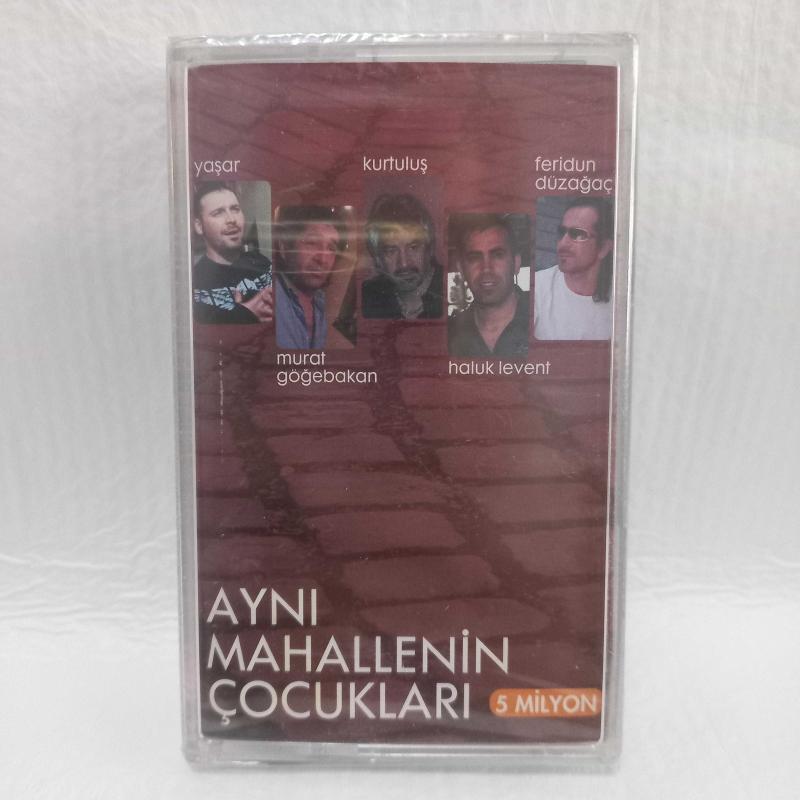 yaşar
kurtuluş
feridun
düzağaç
murat
göğebakan
haluk levent
AYNI
MAHALLENİN
ÇOCUKLARI
5 MİLYON